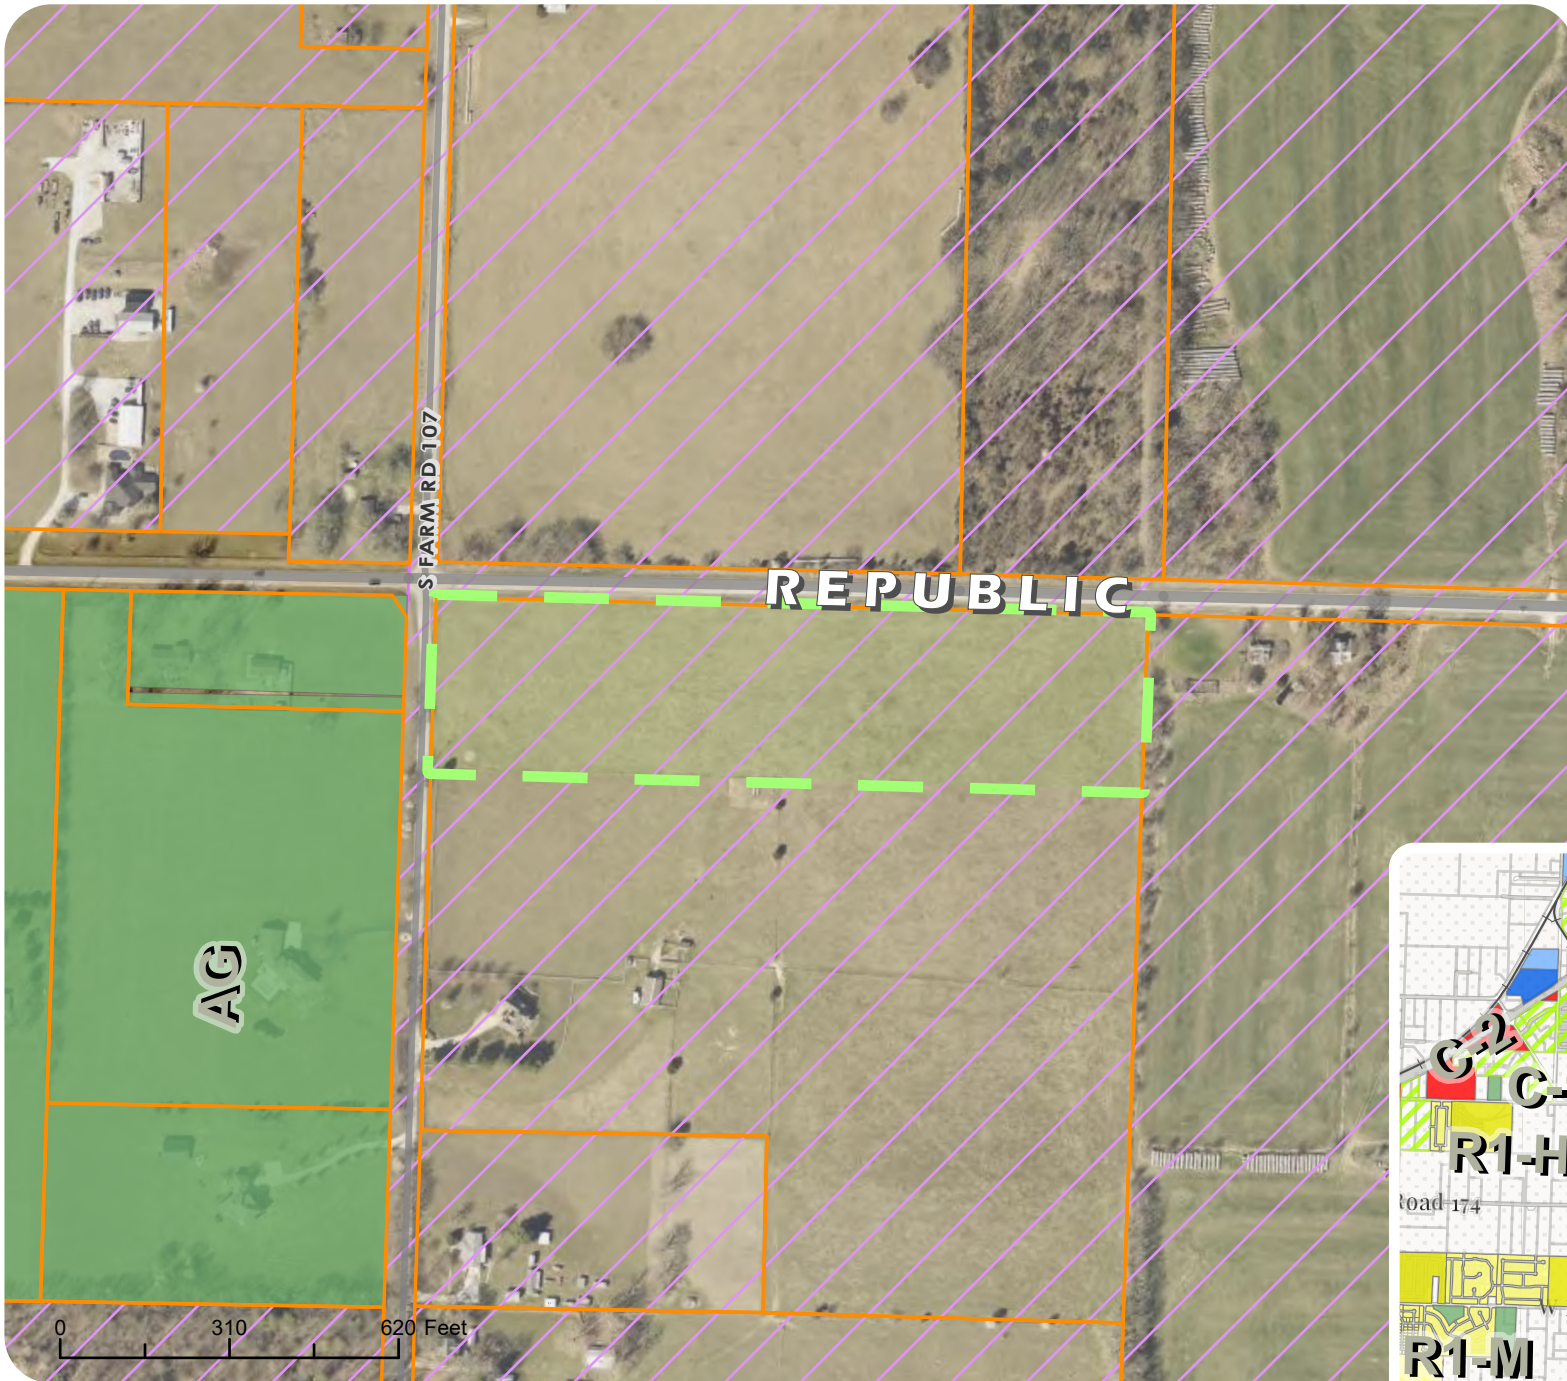 S FARM RD 107
REPUBLIC
AG
C-2
C-
R1-H
Road 174
R1-M
0 310 620 Feet